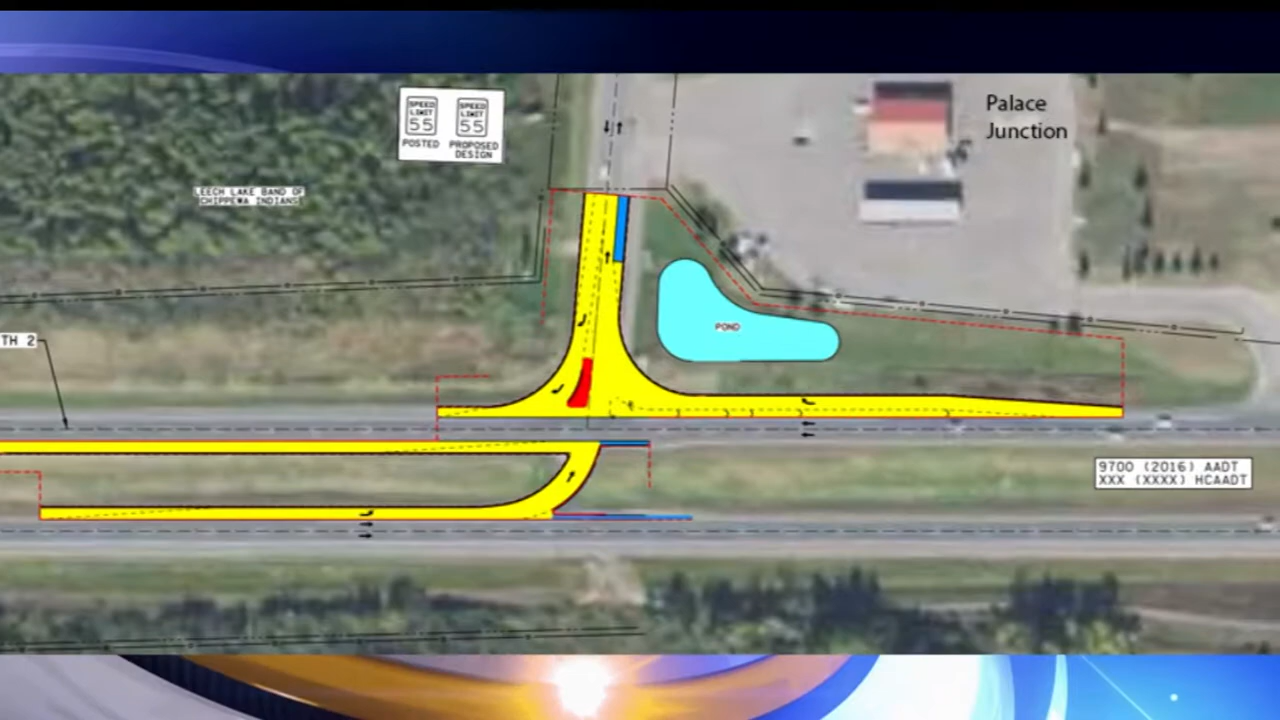 SPEED
LIMIT
55
POSTED
SPEED
LIMIT
55
PROPOSED
DESIGN
Palace
Junction
LEECH LAKE BAND OF
CHIPPEWA INDIANS
POND
TH 2
9700 (2016) AADT
XXX (XXXX) HCAADT